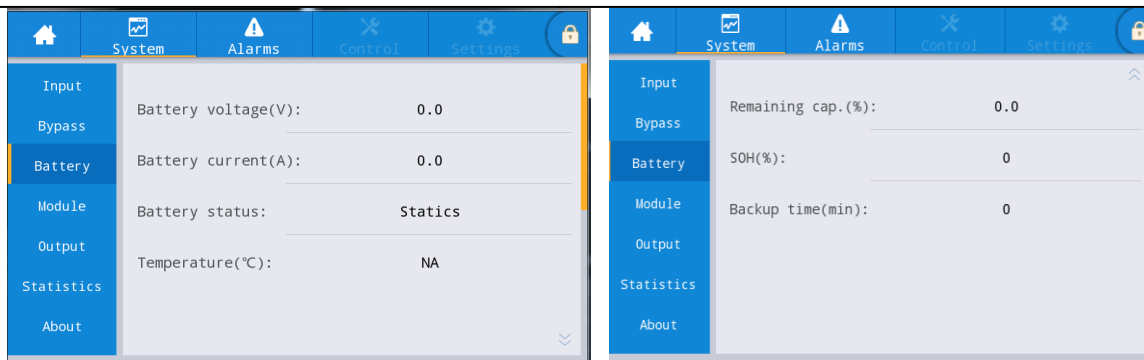 System Alarms Control Settings
Input
Bypass
Battery
Module
Output
Statistics
About
Battery voltage(V): 0.0
Battery current(A): 0.0
Battery status: Statics
Temperature(℃): NA
System Alarms Control Settings
Input
Bypass
Battery
Module
Output
Statistics
About
Remaining cap.(%): 0.0
SOH(%): 0
Backup time(min): 0